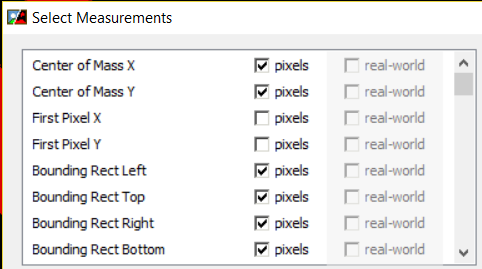 Select Measurements
Center of Mass X pixels real-world
Center of Mass Y pixels real-world
First Pixel X pixels real-world
First Pixel Y pixels real-world
Bounding Rect Left pixels real-world
Bounding Rect Top pixels real-world
Bounding Rect Right pixels real-world
Bounding Rect Bottom pixels real-world